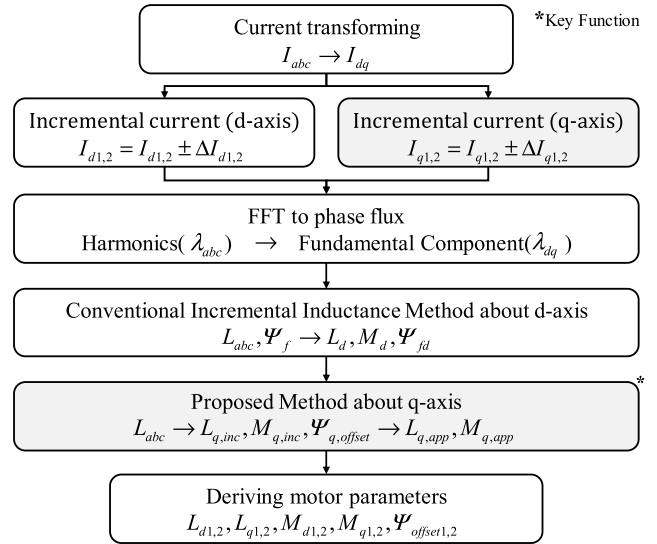 Current transforming
*Key Function
I_abc → I_dq
Incremental current (d-axis)
I_d1,2 = I_d1,2 ± ΔI_d1,2
Incremental current (q-axis)
I_q1,2 = I_q1,2 ± ΔI_q1,2
FFT to phase flux
Harmonics( λ_abc ) → Fundamental Component(λ_dq )
Conventional Incremental Inductance Method about d-axis
L_abc, Ψ_f → L_d, M_d, Ψ_fd
*
Proposed Method about q-axis
L_abc → L_q,inc, M_q,inc, Ψ_q,offset → L_q,app, M_q,app
Deriving motor parameters
L_d1,2, L_q1,2, M_d1,2, M_q1,2, Ψ_offset1,2